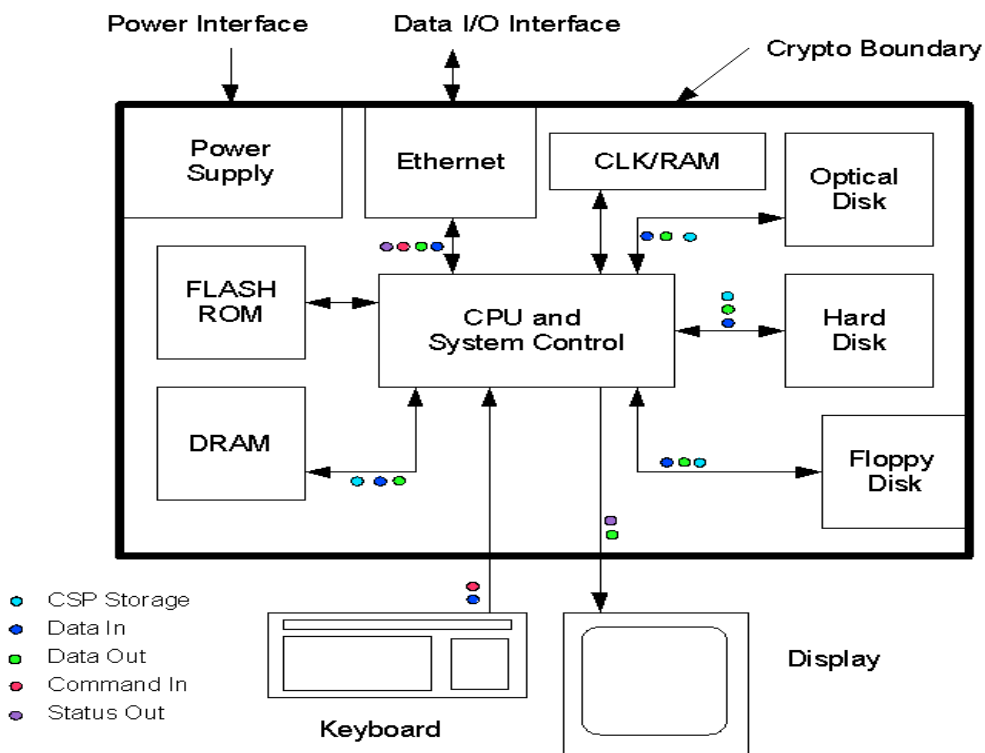 Power Interface
Data I/O Interface
Crypto Boundary
Power
Supply
Ethernet
CLK/RAM
Optical
Disk
FLASH
ROM
CPU and
System Control
Hard
Disk
DRAM
Floppy
Disk
CSP Storage
Data In
Data Out
Command In
Status Out
Keyboard
Display